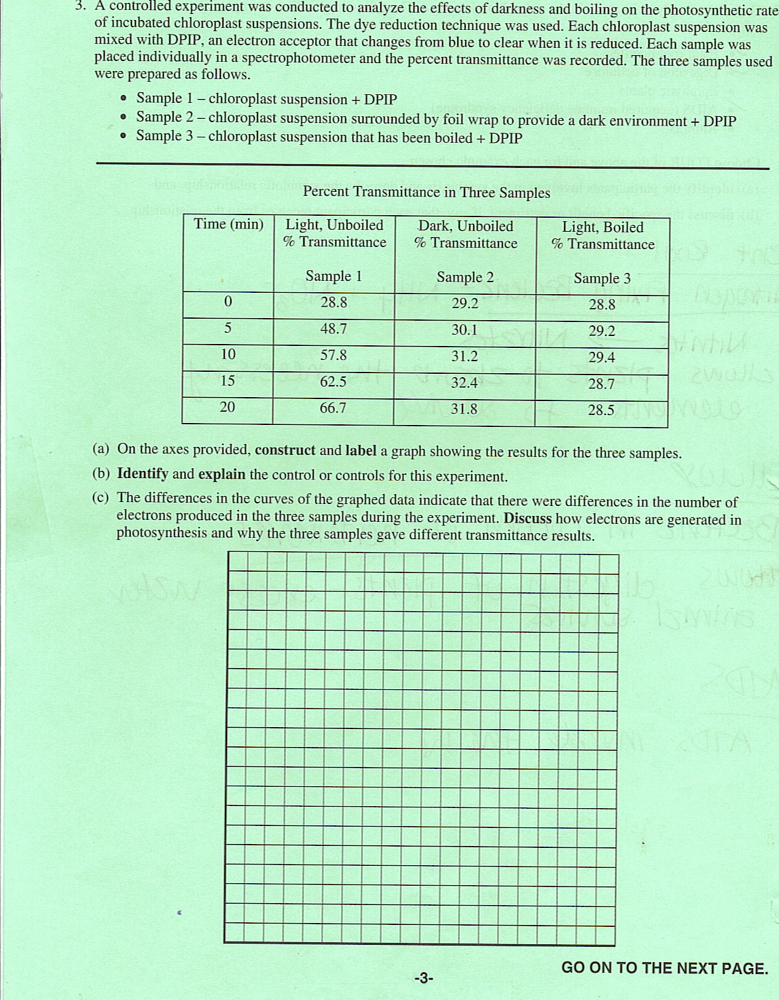 3. A controlled experiment was conducted to analyze the effects of darkness and boiling on the photosynthetic rate
of incubated chloroplast suspensions. The dye reduction technique was used. Each chloroplast suspension was
mixed with DPIP, an electron acceptor that changes from blue to clear when it is reduced. Each sample was
placed individually in a spectrophotometer and the percent transmittance was recorded. The three samples used
were prepared as follows.
• Sample 1 – chloroplast suspension + DPIP
• Sample 2 – chloroplast suspension surrounded by foil wrap to provide a dark environment + DPIP
• Sample 3 – chloroplast suspension that has been boiled + DPIP
Percent Transmittance in Three Samples
Time (min) Light, Unboiled Dark, Unboiled Light, Boiled
% Transmittance % Transmittance % Transmittance
Sample 1 Sample 2 Sample 3
0 28.8 29.2 28.8
5 48.7 30.1 29.2
10 57.8 31.2 29.4
15 62.5 32.4 28.7
20 66.7 31.8 28.5
(a) On the axes provided, construct and label a graph showing the results for the three samples.
(b) Identify and explain the control or controls for this experiment.
(c) The differences in the curves of the graphed data indicate that there were differences in the number of
electrons produced in the three samples during the experiment. Discuss how electrons are generated in
photosynthesis and why the three samples gave different transmittance results.
GO ON TO THE NEXT PAGE.
-3-